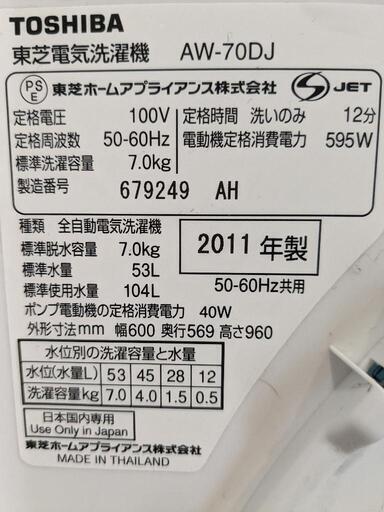 TOSHIBA
東芝電気洗濯機 AW-70DJ
PS E 東芝ホームアプライアンス株式会社 S JET
定格電圧 100V 定格時間 洗いのみ 12分
定格周波数 50-60Hz 電動機定格消費電力 595W
標準洗濯容量 7.0kg
製造番号 679249 AH
種類 全自動電気洗濯機
標準脱水容量 7.0kg 2011年製
標準水量 53L
標準使用水量 104L 50-60Hz共用
ポンプ電動機の定格消費電力 40W
外形寸法mm 幅600 奥行569 高さ960
水位別の洗濯容量と水量
水位(水量L) 53 45 28 12
洗濯容量kg 7.0 4.0 1.5 0.5
日本国内専用
Use Only in Japan
東芝ホームアプライアンス株式会社
MADE IN THAILAND